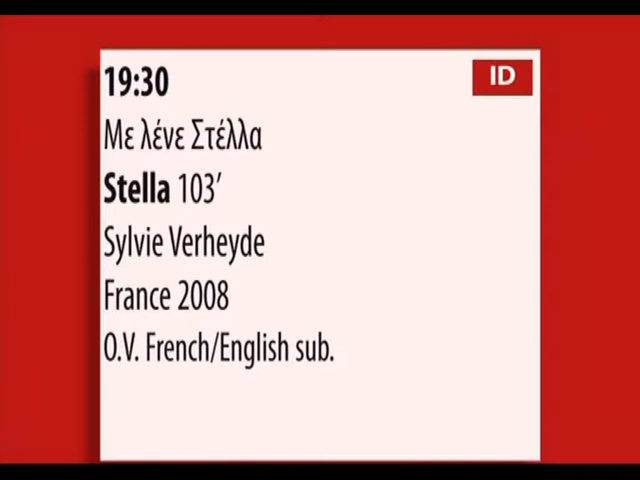 19:30 ID
Με λένε Στέλλα
Stella 103′
Sylvie Verheyde
France 2008
O.V. French/English sub.